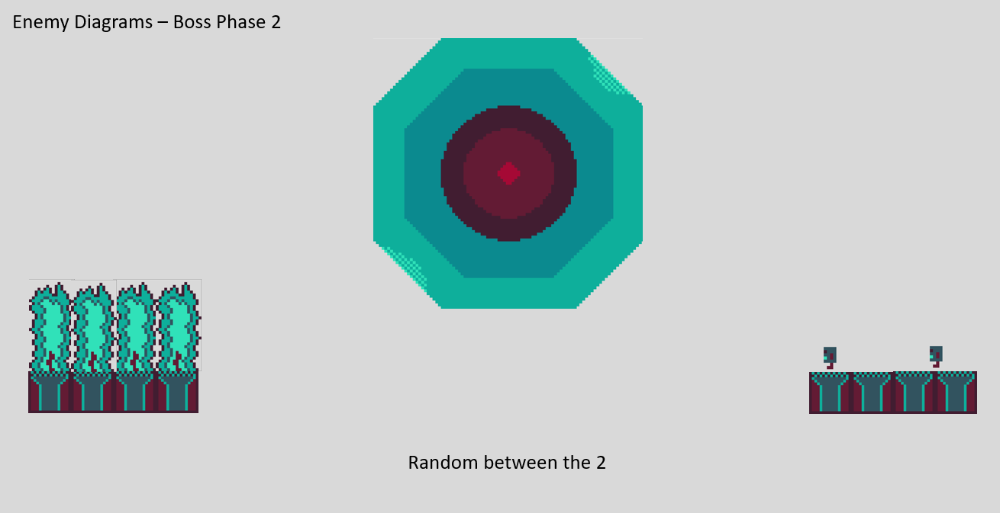 Enemy Diagrams – Boss Phase 2
Random between the 2